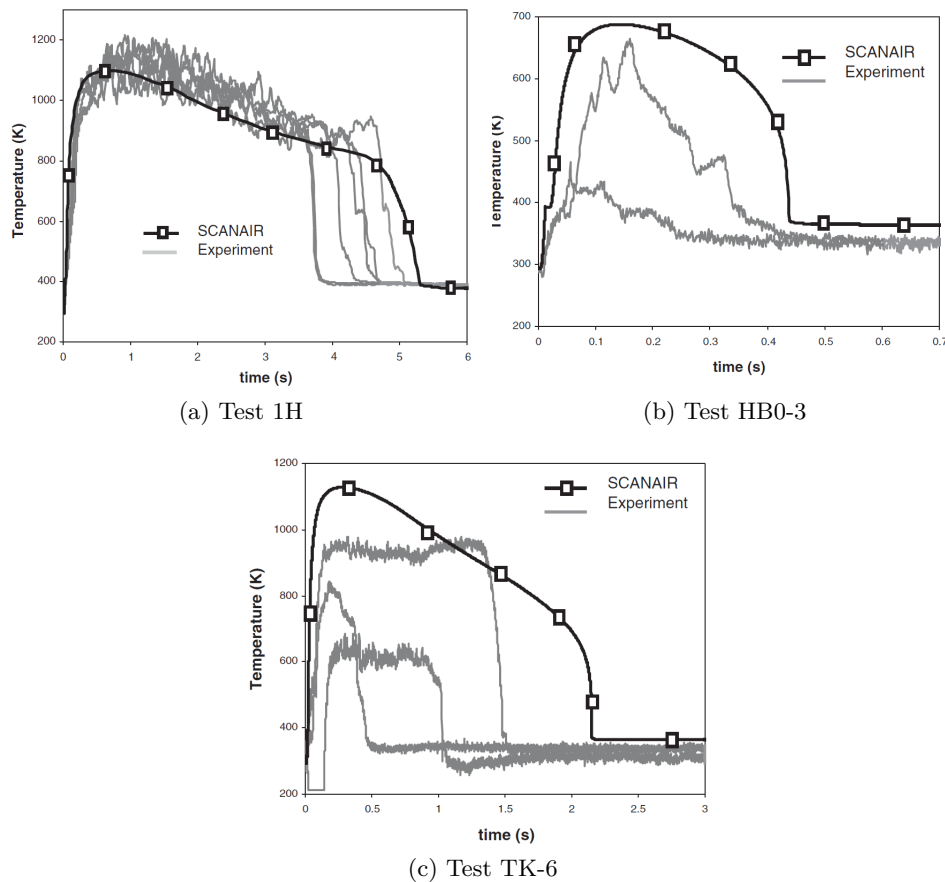 1200
1000
800
600
400
200
Temperature (K)
SCANAIR
Experiment
0 1 2 3 4 5 6
time (s)
(a) Test 1H
700
600
500
400
300
200
Temperature (K)
SCANAIR
Experiment
0 0.1 0.2 0.3 0.4 0.5 0.6 0.7
time (s)
(b) Test HB0-3
1200
1000
800
600
400
200
Temperature (K)
SCANAIR
Experiment
0 0.5 1 1.5 2 2.5 3
time (s)
(c) Test TK-6